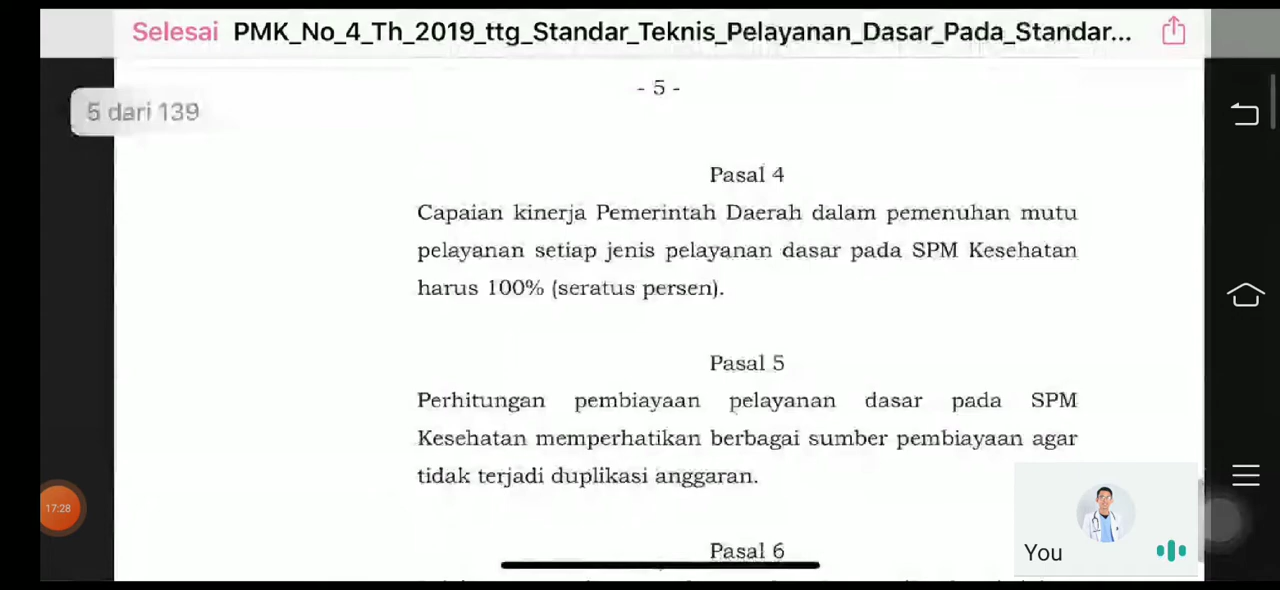 Selesai PMK_No_4_Th_2019_ttg_Standar_Teknis_Pelayanan_Dasar_Pada_Standar...
- 5 -
5 dari 139
Pasal 4
Capaian kinerja Pemerintah Daerah dalam pemenuhan mutu
pelayanan setiap jenis pelayanan dasar pada SPM Kesehatan
harus 100% (seratus persen).
Pasal 5
Perhitungan pembiayaan pelayanan dasar pada SPM
Kesehatan memperhatikan berbagai sumber pembiayaan agar
tidak terjadi duplikasi anggaran.
17:28
You
Pasal 6